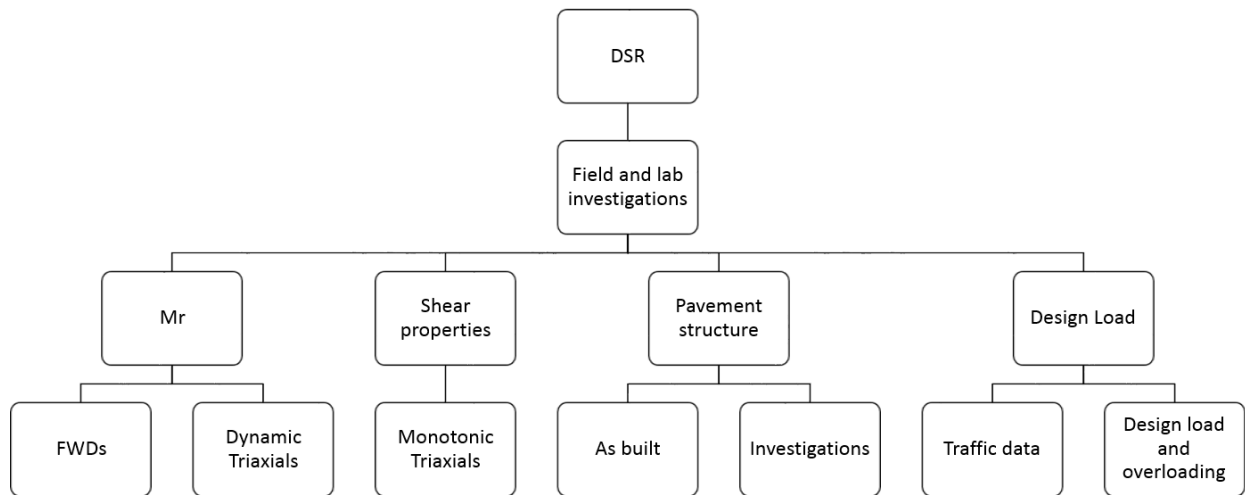 DSR
Field and lab
investigations
Mr
Shear
properties
Pavement
structure
Design Load
FWDs
Dynamic
Triaxials
Monotonic
Triaxials
As built
Investigations
Traffic data
Design load
and
overloading